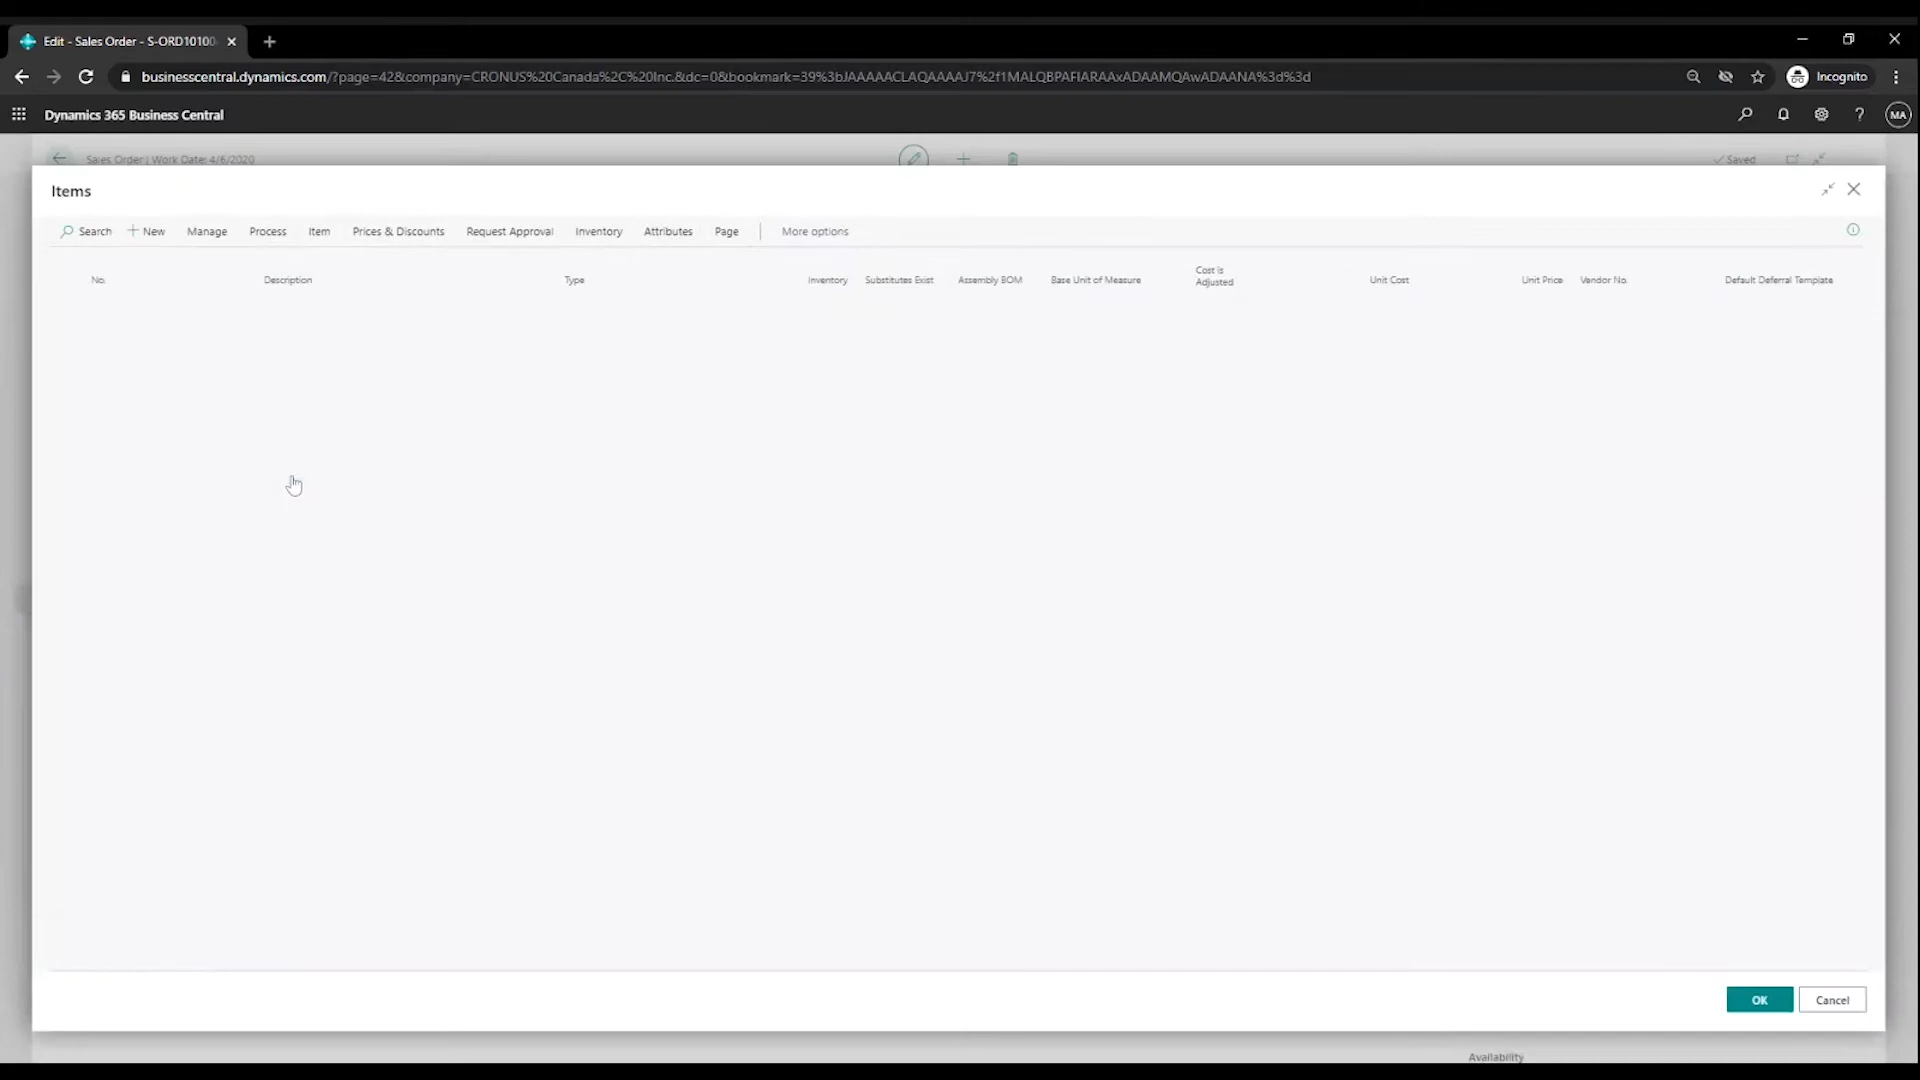 Edit - Sales Order - S-ORD10100
businesscentral.dynamics.com/?page=42&company=CRONUS%20Canada%2C%20Inc.&dc=0&bookmark=39%3bJAAAAACLAQAAAAJ7%2f1MALQBPAFIARAAxADAAMQAwADAANA%3d%3d
Incognito
Dynamics 365 Business Central
?
MA
Sales Order | Work Date: 4/6/2020
Saved
Items
Search New Manage Process Item Prices & Discounts Request Approval Inventory Attributes Page More options
No. Description Type Inventory Substitutes Exist Assembly BOM Base Unit of Measure Cost is Adjusted Unit Cost Unit Price Vendor No. Default Deferral Template
OK Cancel
Availability